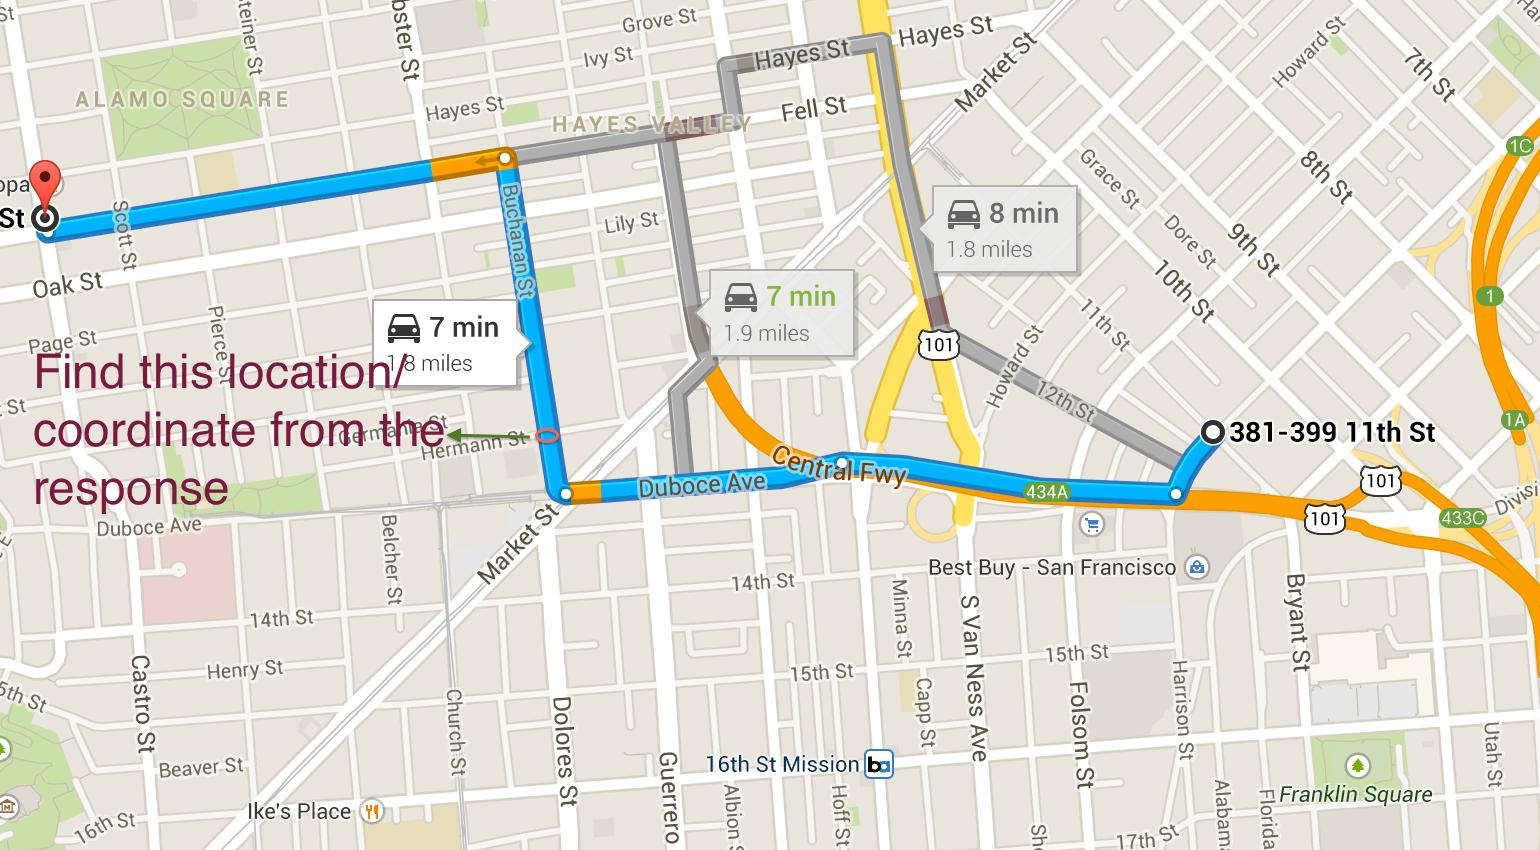 Grove St
Ivy St
Hayes St
Hayes St
Market St
Howard St
7th St
ALAMO SQUARE
Hayes St
HAYES VALLEY
Fell St
1C
Grace St
8th St
St
Scott St
Buchanan St
Lily St
8 min
1.8 miles
Dore St
9th St
10th St
Oak St
7 min
1.9 miles
1
11th St
Page St
Pierce St
7 min
8 miles
101
Howard St
12th St
Find this location/
coordinate from the
response
St
Germania St
Hermann St
381-399 11th St
1A
Central Fwy
Duboce Ave
434A
101
101
433C
Duboce Ave
Market St
Belcher St
Best Buy - San Francisco
14th St
14th St
Minna St
S Van Ness Ave
Bryant St
Henry St
15th St
15th St
Castro St
Church St
Dolores St
Guerrero
Capp St
Folsom St
Harrison St
Utah St
Beaver St
16th St Mission
ba
Ike's Place
16th St
Albion S
Hoff St
Alabama
Florida
Franklin Square
17th St